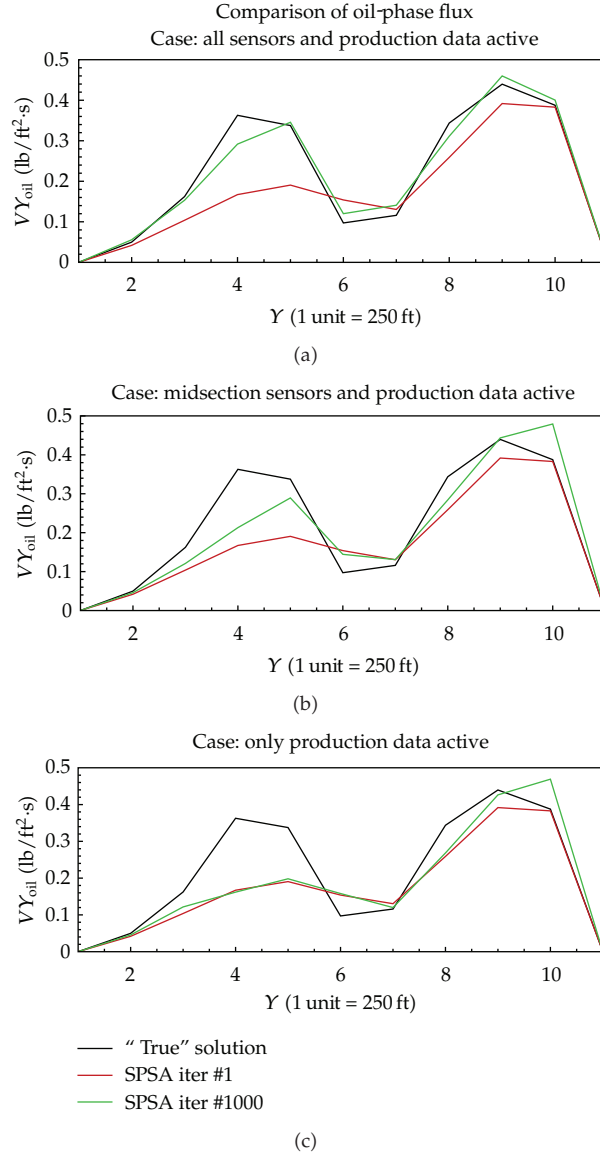 Comparison of oil-phase flux
Case: all sensors and production data active
0.5
0.4
0.3
0.2
0.1
0
VY_oil (lb/ft²·s)
2 4 6 8 10
Y (1 unit = 250 ft)
(a)
Case: midsection sensors and production data active
0.5
0.4
0.3
0.2
0.1
0
VY_oil (lb/ft²·s)
2 4 6 8 10
Y (1 unit = 250 ft)
(b)
Case: only production data active
0.5
0.4
0.3
0.2
0.1
0
VY_oil (lb/ft²·s)
2 4 6 8 10
Y (1 unit = 250 ft)
“ True” solution
SPSA iter #1
SPSA iter #1000
(c)